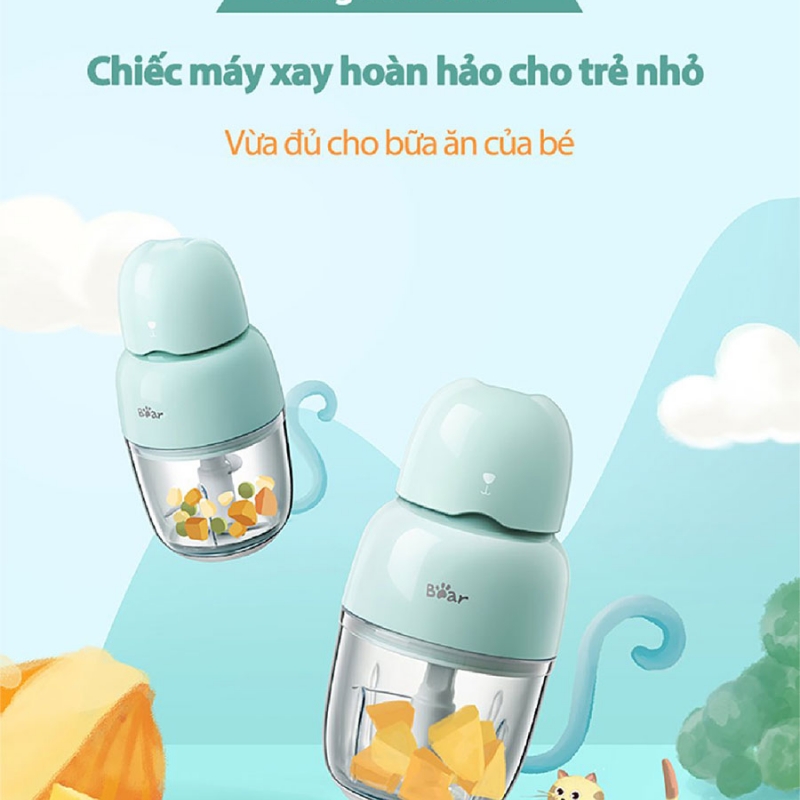 Chiếc máy xay hoàn hảo cho trẻ nhỏ
Vừa đủ cho bữa ăn của bé
Bear
Bear